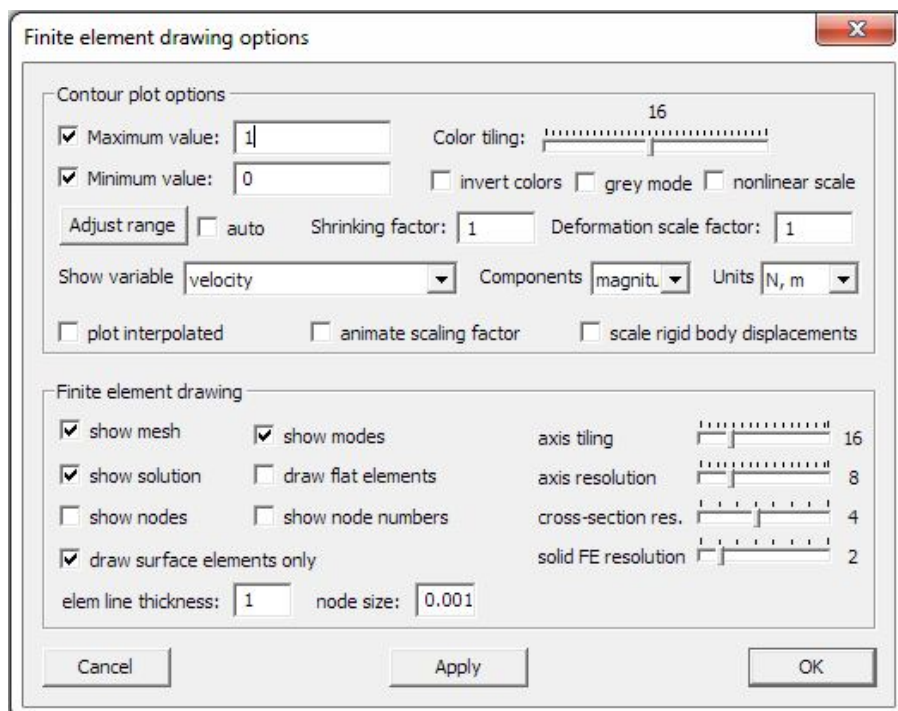 Finite element drawing options
Contour plot options
16
Maximum value: 1 Color tiling:
Minimum value: 0 invert colors grey mode nonlinear scale
Adjust range auto Shrinking factor: 1 Deformation scale factor: 1
Show variable velocity Components magnitu Units N, m
plot interpolated animate scaling factor scale rigid body displacements
Finite element drawing
show mesh show modes axis tiling 16
show solution draw flat elements axis resolution 8
show nodes show node numbers cross-section res. 4
draw surface elements only solid FE resolution 2
elem line thickness: 1 node size: 0.001
Cancel Apply OK